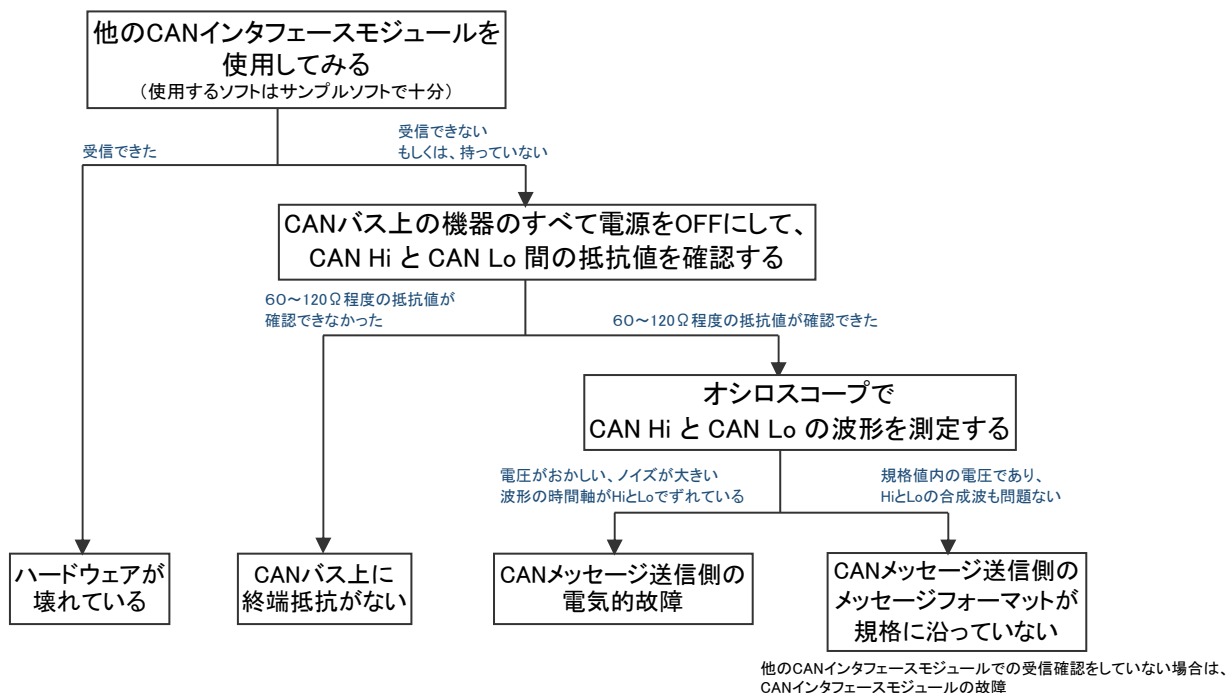 他のCANインタフェースモジュールを
使用してみる
(使用するソフトはサンプルソフトで十分)
受信できた
受信できない
もしくは、持っていない
CANバス上の機器のすべて電源をOFFにして、
CAN Hi と CAN Lo 間の抵抗値を確認する
60～120Ω程度の抵抗値が
確認できなかった
60～120Ω程度の抵抗値が確認できた
オシロスコープで
CAN Hi と CAN Lo の波形を測定する
電圧がおかしい、ノイズが大きい
波形の時間軸がHiとLoでずれている
規格値内の電圧であり、
HiとLoの合成波も問題ない
ハードウェアが
壊れている
CANバス上に
終端抵抗がない
CANメッセージ送信側の
電気的故障
CANメッセージ送信側の
メッセージフォーマットが
規格に沿っていない
他のCANインタフェースモジュールでの受信確認をしていない場合は、
CANインタフェースモジュールの故障